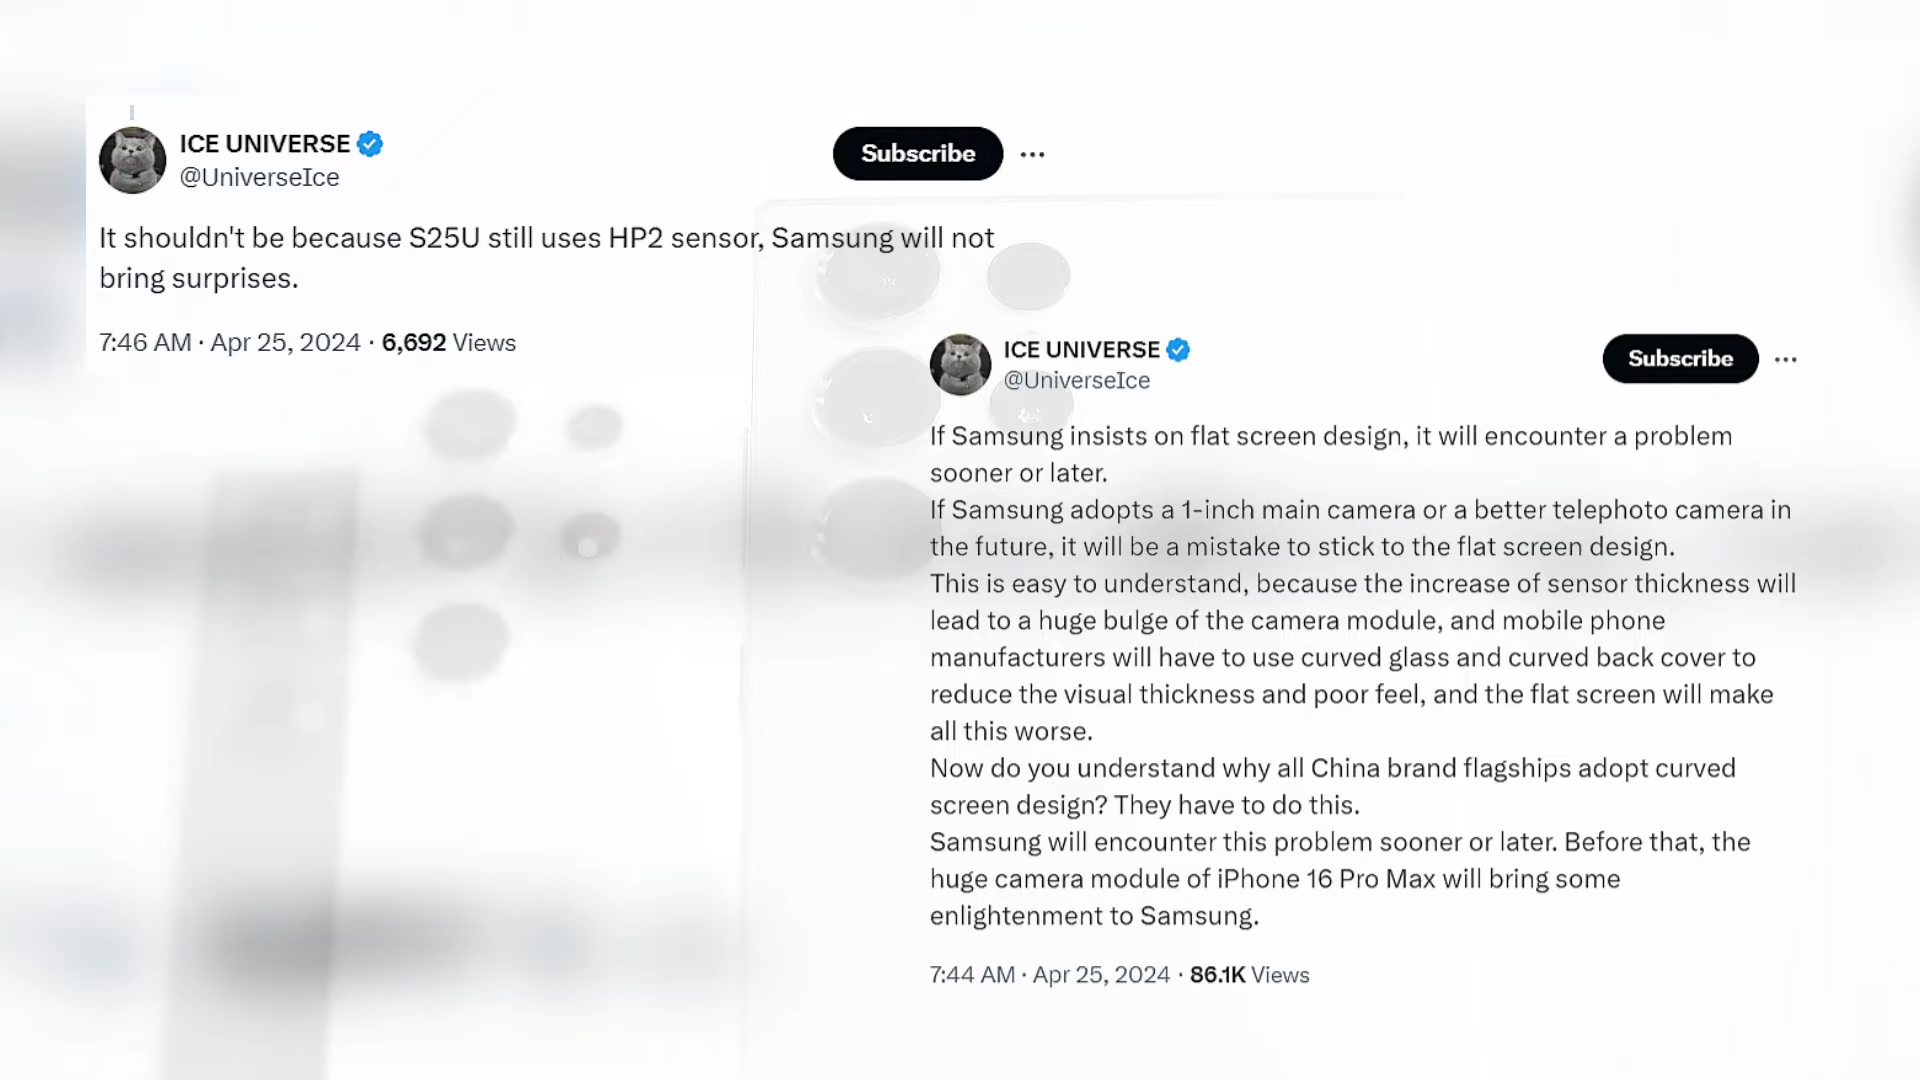 ICE UNIVERSE
@UniverseIce
Subscribe
It shouldn't be because S25U still uses HP2 sensor, Samsung will not
bring surprises.
7:46 AM · Apr 25, 2024 · 6,692 Views
ICE UNIVERSE
@UniverseIce
Subscribe
If Samsung insists on flat screen design, it will encounter a problem
sooner or later.
If Samsung adopts a 1-inch main camera or a better telephoto camera in
the future, it will be a mistake to stick to the flat screen design.
This is easy to understand, because the increase of sensor thickness will
lead to a huge bulge of the camera module, and mobile phone
manufacturers will have to use curved glass and curved back cover to
reduce the visual thickness and poor feel, and the flat screen will make
all this worse.
Now do you understand why all China brand flagships adopt curved
screen design? They have to do this.
Samsung will encounter this problem sooner or later. Before that, the
huge camera module of iPhone 16 Pro Max will bring some
enlightenment to Samsung.
7:44 AM · Apr 25, 2024 · 86.1K Views